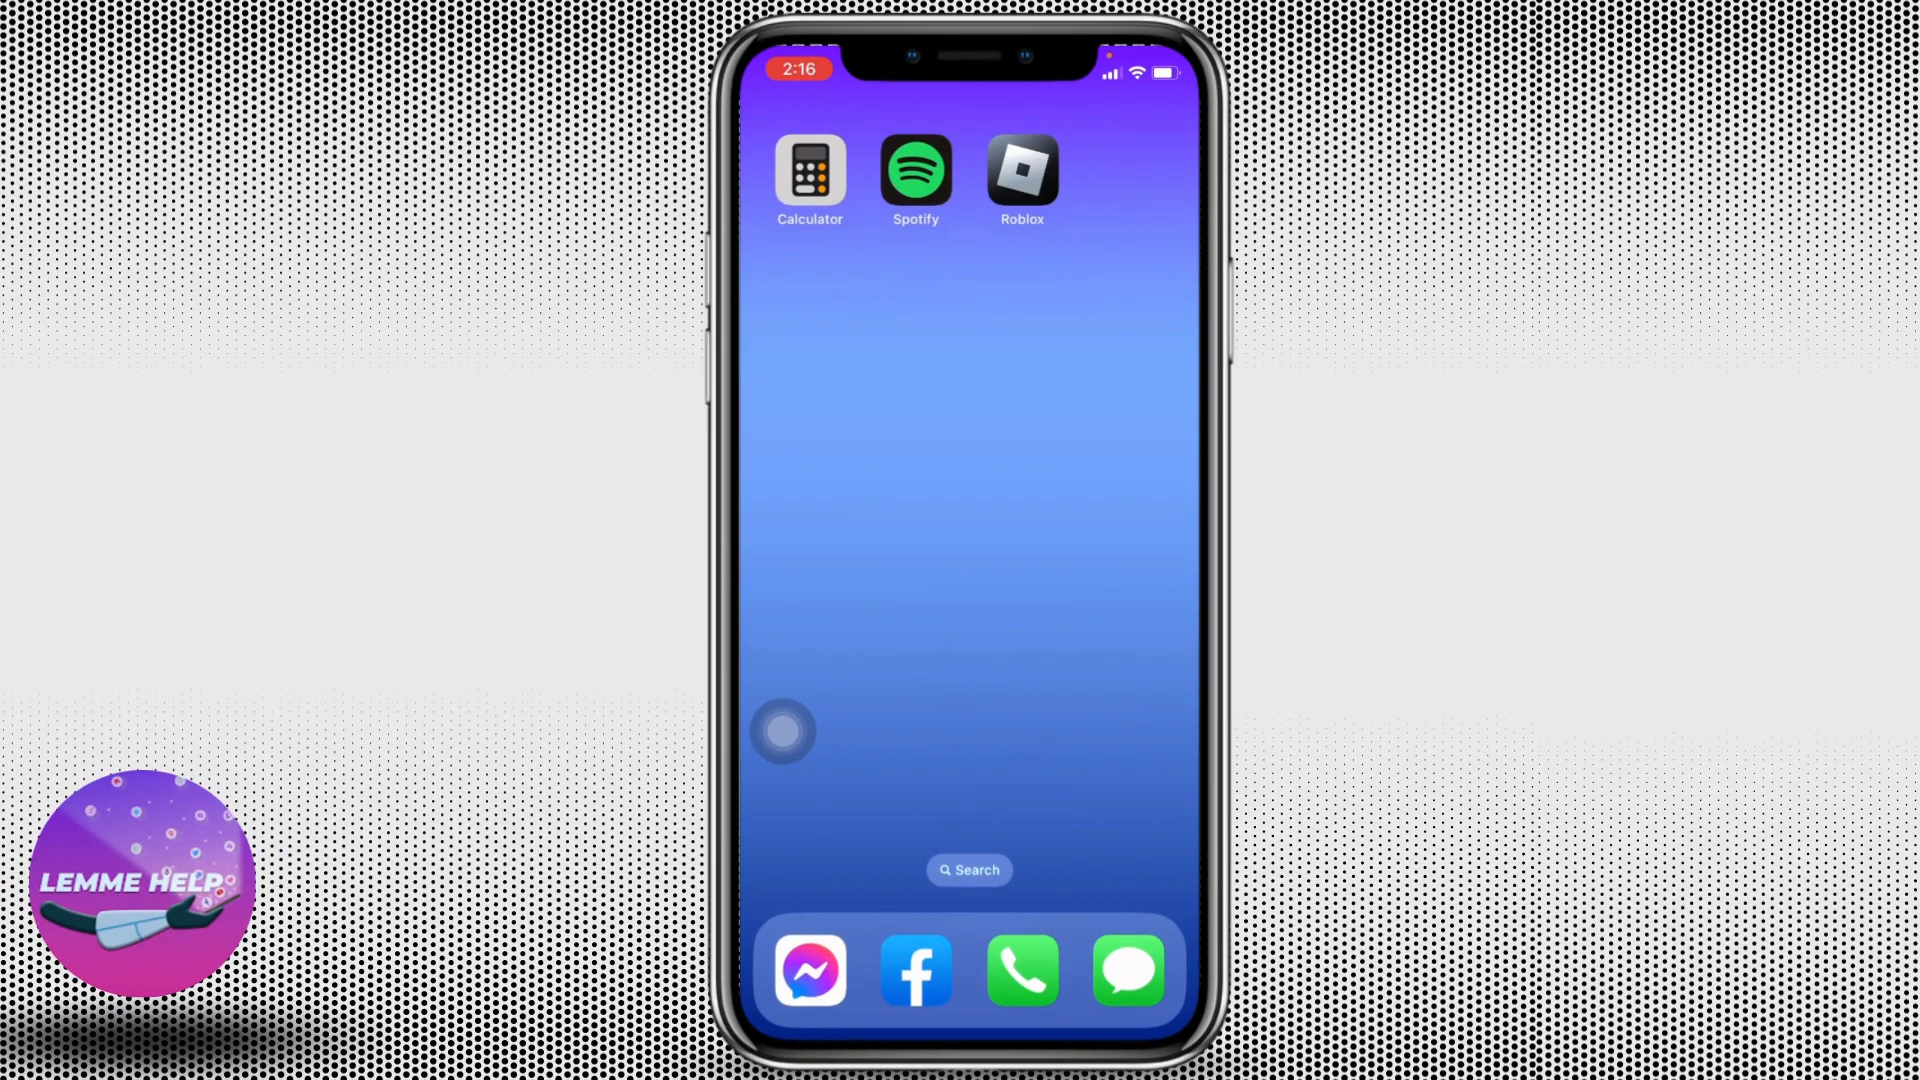 2:16
Calculator
Spotify
Roblox
Search
LEMME HELP